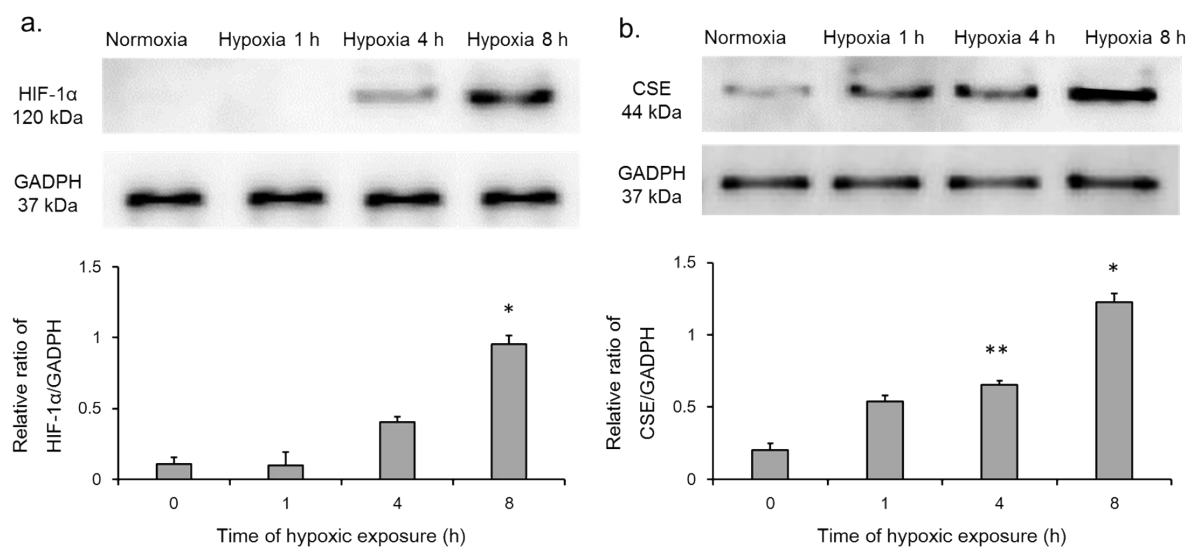 a.
Normoxia Hypoxia 1 h Hypoxia 4 h Hypoxia 8 h
HIF-1α
120 kDa
GADPH
37 kDa
Relative ratio of
HIF-1α/GADPH
1.5
1
0.5
0
*
0 1 4 8
Time of hypoxic exposure (h)
b.
Normoxia Hypoxia 1 h Hypoxia 4 h Hypoxia 8 h
CSE
44 kDa
GADPH
37 kDa
Relative ratio of
CSE/GADPH
1.5
1
0.5
0
**
*
0 1 4 8
Time of hypoxic exposure (h)